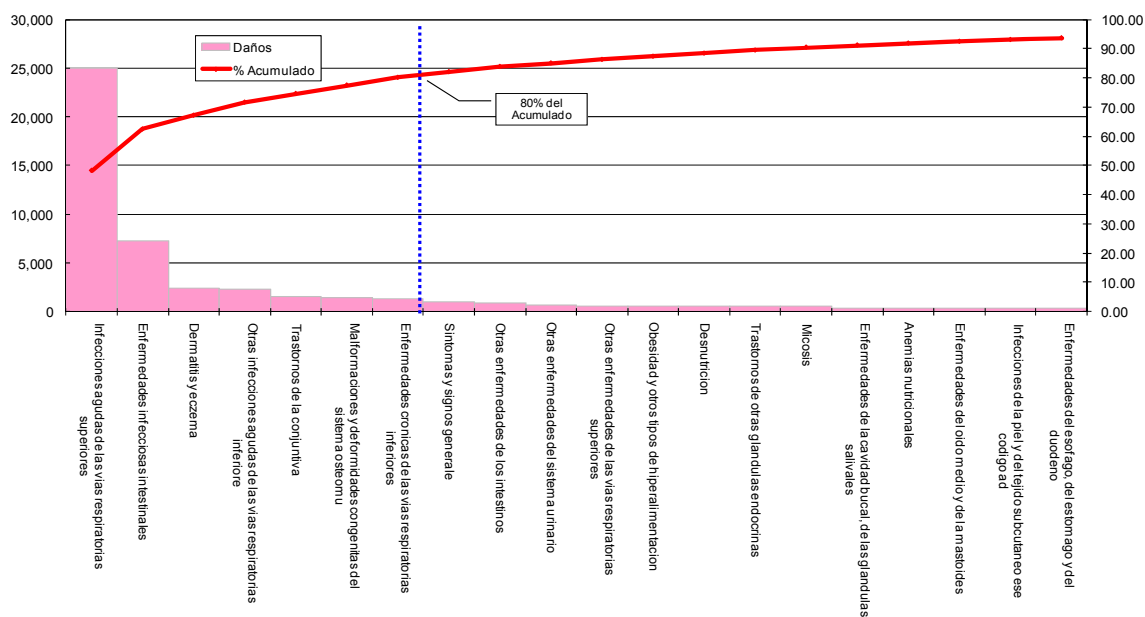 30,000
25,000
20,000
15,000
10,000
5,000
0
Daños
% Acumulado
80% del
Acumulado
100.00
90.00
80.00
70.00
60.00
50.00
40.00
30.00
20.00
10.00
0.00
Infecciones agudas de las vias respiratorias
superiores
Enfermedades infecciosas intestinales
Dermatitis y eczema
Otras infecciones agudas de las vias respiratorias
inferiore
Trastornos de la conjuntiva
Malformaciones y deformidades congenitas del
sistema osteomu
Enfermedades cronicas de las vias respiratorias
inferiores
Sintomas y signos generale
Otras enfermedades de los intestinos
Otras enfermedades del sistema urinario
Otras enfermedades de las vias respiratorias
superiores
Obesidad y otros tipos de hiperalimentacion
Desnutricion
Trastornos de otras glandulas endocrinas
Micosis
Enfermedades de la cavidad bucal, de las glandulas
salivales
Anemias nutricionales
Enfermedades del oido medio y de la mastoides
Infecciones de la piel y del tejido subcutaneo ese
codigo ad
Enfermedades del esofago, del estomago y del
duodeno